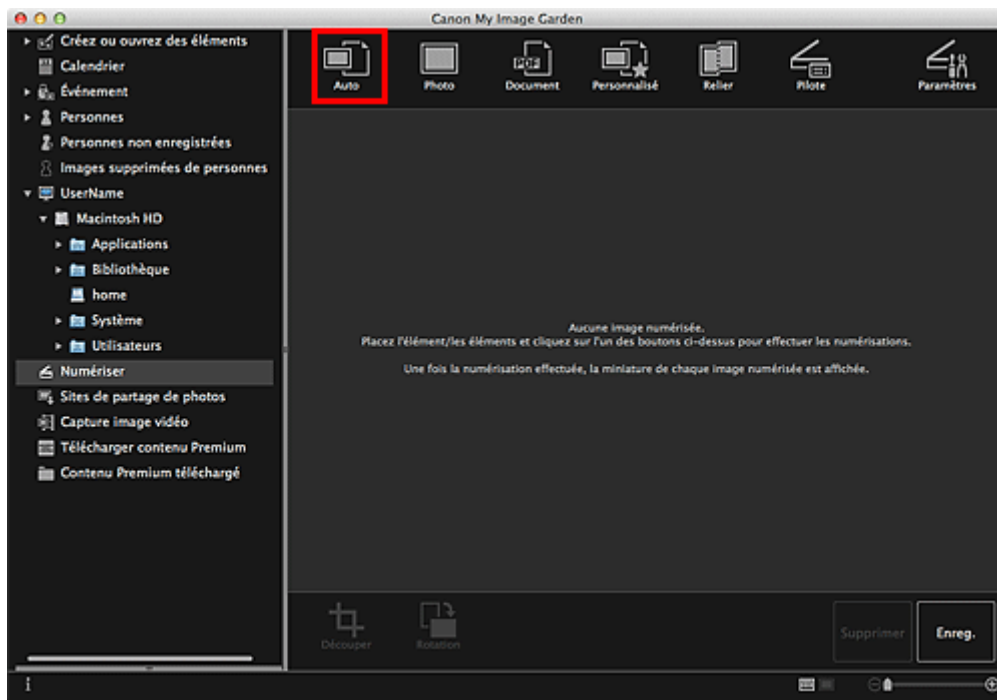 Canon My Image Garden
Créez ou ouvrez des éléments
Calendrier
Événement
Personnes
Personnes non enregistrées
Images supprimées de personnes
UserName
Macintosh HD
Applications
Bibliothèque
home
Système
Utilisateurs
Numériser
Sites de partage de photos
Capture image vidéo
Télécharger contenu Premium
Contenu Premium téléchargé
Auto
Photo
PDF
Document
Personnalisé
Relier
Pilote
Paramètres
Aucune image numérisée.
Placez l'élément/les éléments et cliquez sur l'un des boutons ci-dessus pour effectuer les numérisations.
Une fois la numérisation effectuée, la miniature de chaque image numérisée est affichée.
Découper
Rotation
Supprimer
Enreg.